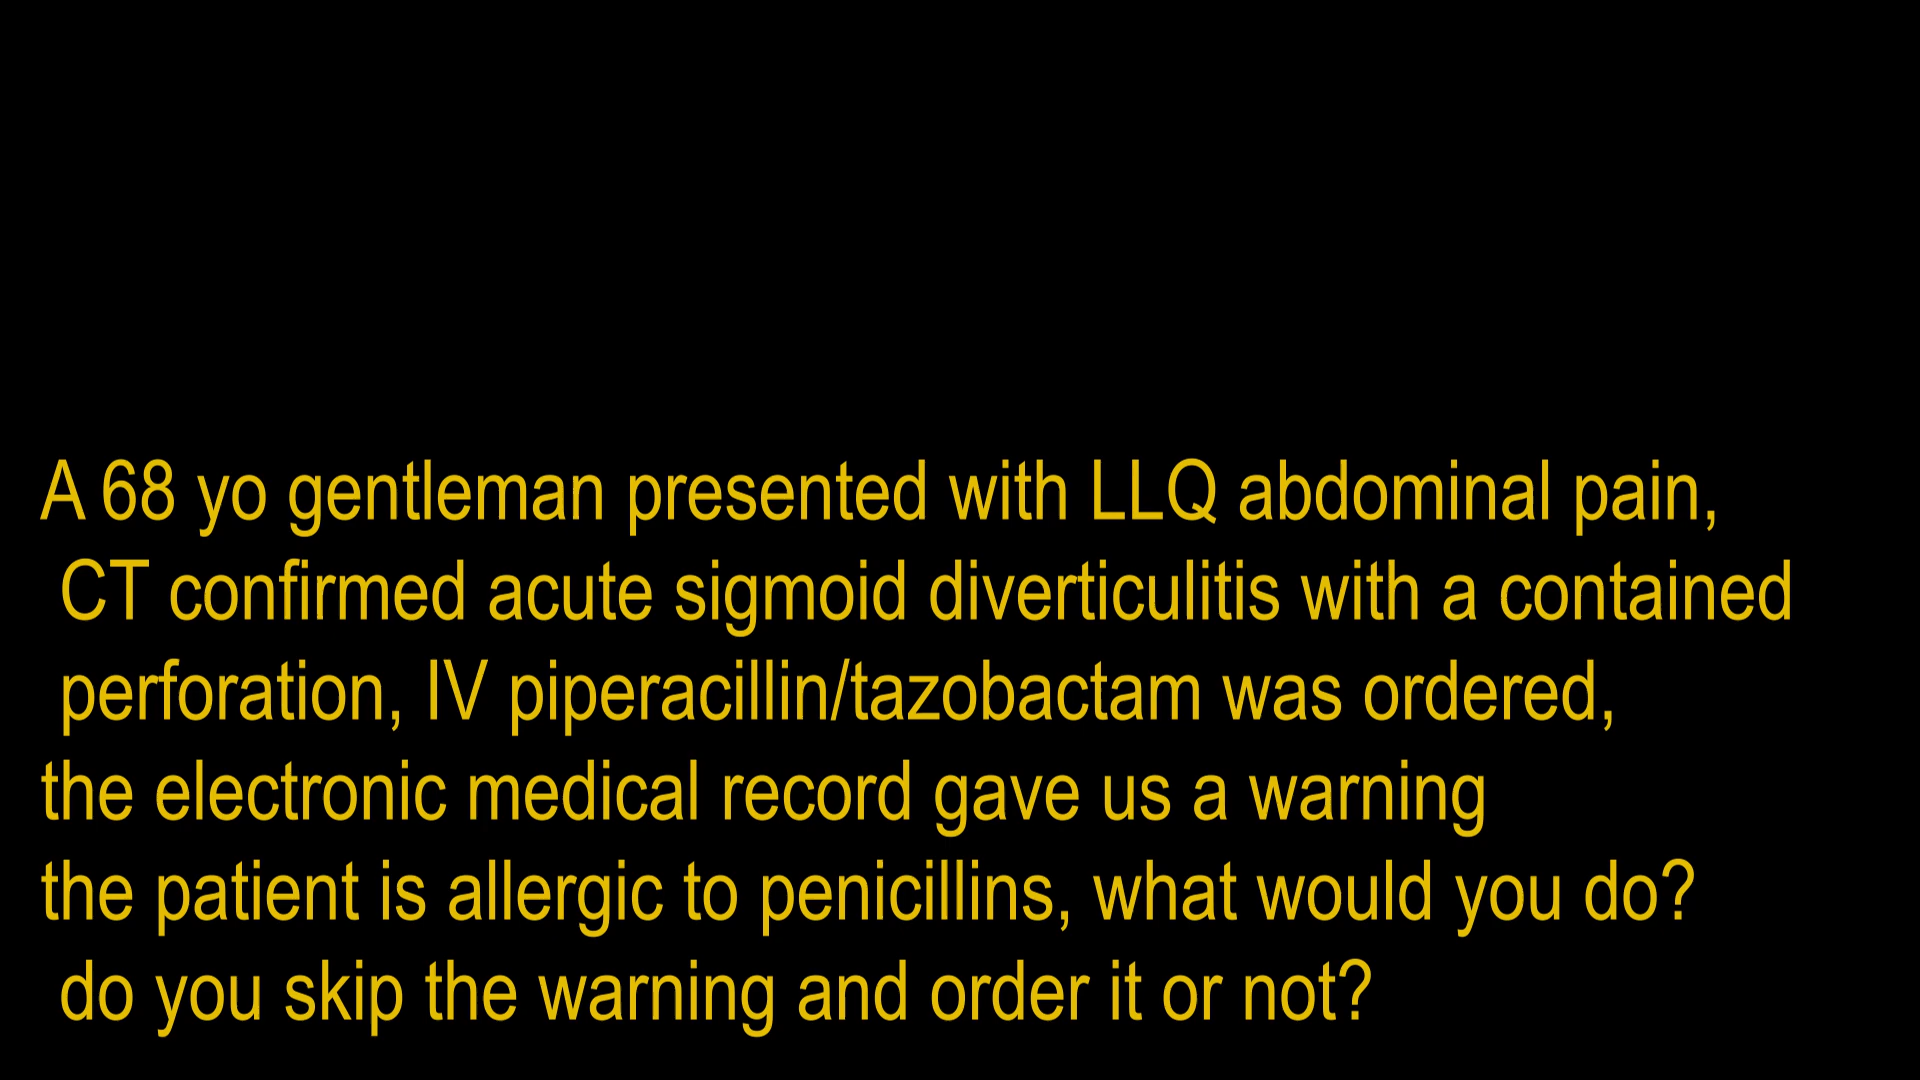 A 68 yo gentleman presented with LLQ abdominal pain,
CT confirmed acute sigmoid diverticulitis with a contained
perforation, IV piperacillin/tazobactam was ordered,
the electronic medical record gave us a warning
the patient is allergic to penicillins, what would you do?
do you skip the warning and order it or not?